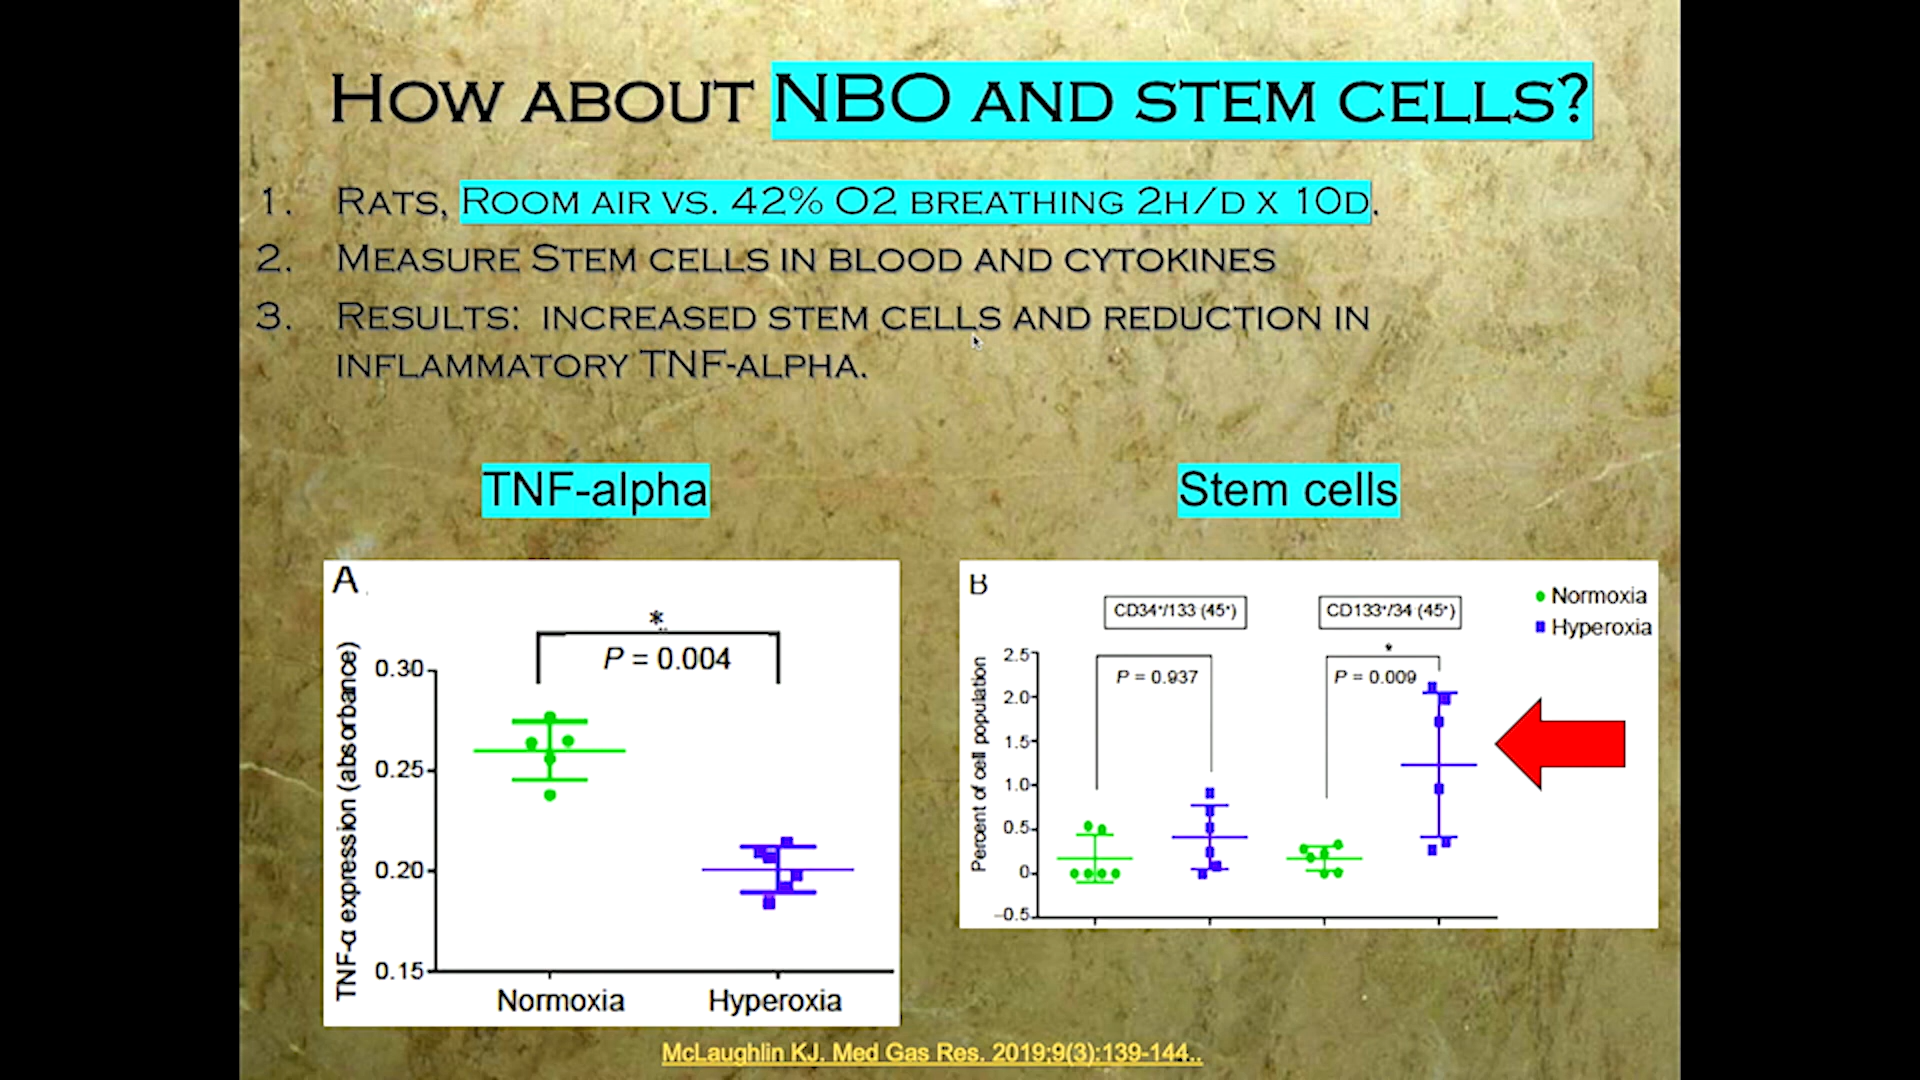 How about NBO and stem cells?
1. Rats, Room air vs. 42% O2 breathing 2h/d x 10d.
2. Measure Stem cells in blood and cytokines
3. Results: increased stem cells and reduction in
inflammatory TNF-alpha.
TNF-alpha
Stem cells
A
*
P = 0.004
TNF-α expression (absorbance)
0.30
0.25
0.20
0.15
Normoxia
Hyperoxia
B
CD34⁺/133 (45⁺)
CD133⁺/34 (45⁺)
Normoxia
Hyperoxia
*
P = 0.937
P = 0.009
Percent of cell population
2.5
2.0
1.5
1.0
0.5
0
–0.5
McLaughlin KJ. Med Gas Res. 2019;9(3):139-144..